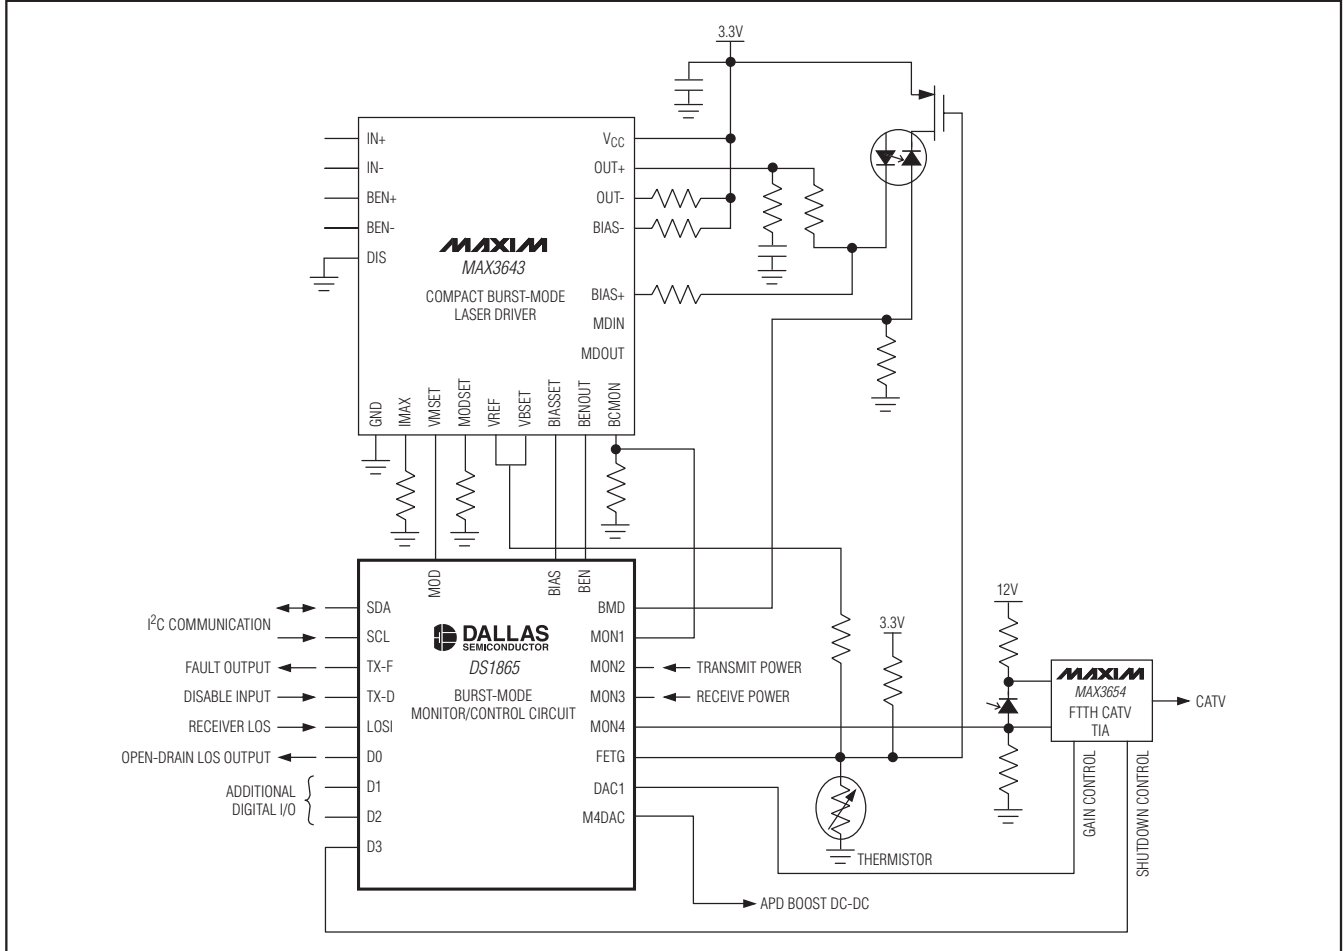 3.3V
IN+
IN-
BEN+
BEN-
DIS
VCC
OUT+
OUT-
BIAS-
BIAS+
MDIN
MDOUT
MAXIM
MAX3643
COMPACT BURST-MODE
LASER DRIVER
GND
IMAX
VMSET
MODSET
VREF
VBSET
BIASSET
BENOUT
BCMON
MOD
BIAS
BEN
I2C COMMUNICATION
FAULT OUTPUT
DISABLE INPUT
RECEIVER LOS
OPEN-DRAIN LOS OUTPUT
ADDITIONAL
DIGITAL I/O
SDA
SCL
TX-F
TX-D
LOSI
D0
D1
D2
D3
DALLAS
SEMICONDUCTOR
DS1865
BURST-MODE
MONITOR/CONTROL CIRCUIT
BMD
MON1
MON2
MON3
MON4
FETG
DAC1
M4DAC
TRANSMIT POWER
RECEIVE POWER
3.3V
THERMISTOR
APD BOOST DC-DC
12V
MAXIM
MAX3654
FTTH CATV
TIA
CATV
GAIN CONTROL
SHUTDOWN CONTROL